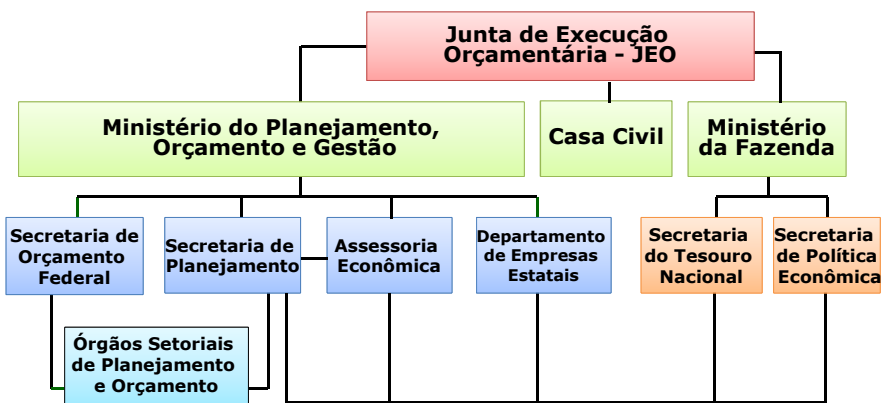 Junta de Execução
Orçamentária - JEO
Ministério do Planejamento,
Orçamento e Gestão
Casa Civil
Ministério
da Fazenda
Secretaria de
Orçamento
Federal
Secretaria de
Planejamento
Assessoria
Econômica
Departamento
de Empresas
Estatais
Secretaria
do Tesouro
Nacional
Secretaria
de Política
Econômica
Órgãos Setoriais
de Planejamento
e Orçamento